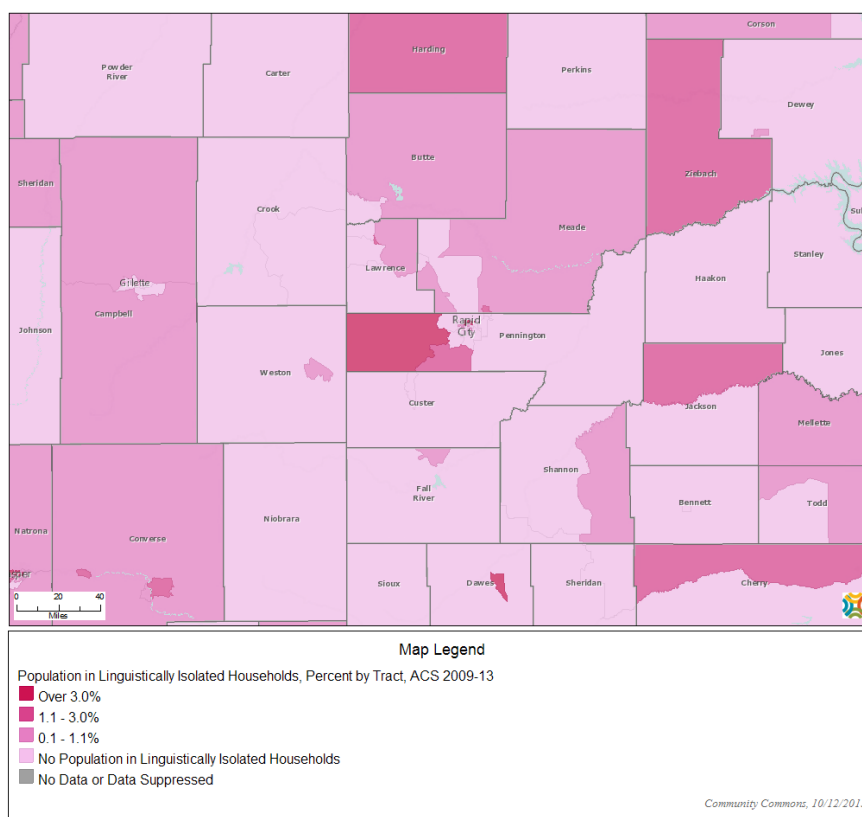 Corson
Harding
Powder
River
Carter
Perkins
Dewey
Butte
Sheridan
Ziebach
Crook
Meade
Lawrence
Stanley
Haakon
Gillette
Campbell
Johnson
Rapid
City
Pennington
Jones
Weston
Custer
Jackson
Mellette
Shannon
Fall
River
Bennett
Todd
Niobrara
Natrona
Converse
Sioux
Dawes
Sheridan
Cherry
0 20 40
Miles
Map Legend
Population in Linguistically Isolated Households, Percent by Tract, ACS 2009-13
Over 3.0%
1.1 - 3.0%
0.1 - 1.1%
No Population in Linguistically Isolated Households
No Data or Data Suppressed
Community Commons, 10/12/201